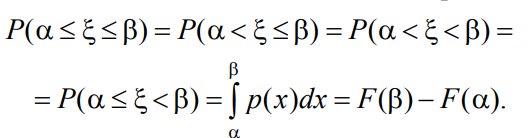 P(α ≤ ξ ≤ β) = P(α < ξ ≤ β) = P(α < ξ < β) =
= P(α ≤ ξ < β) = ∫_α^β p(x)dx = F(β) − F(α).